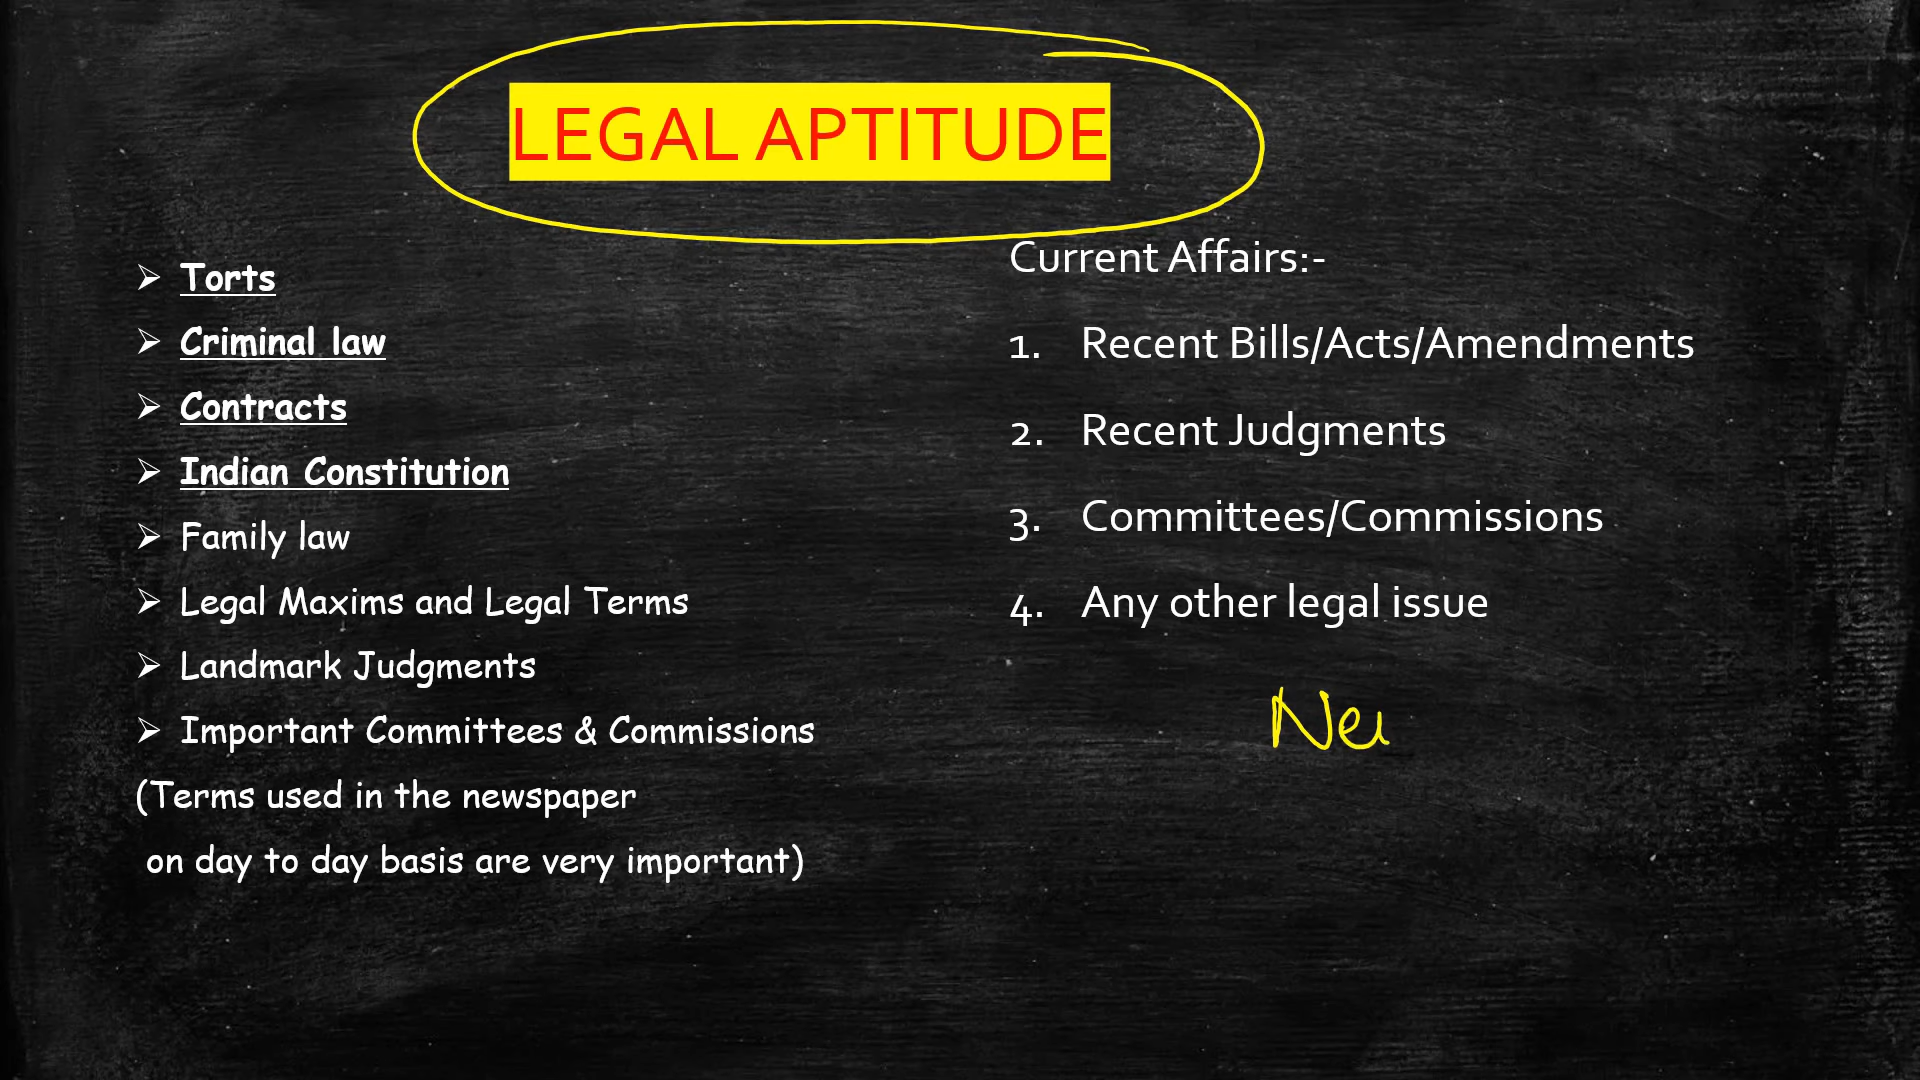 LEGAL APTITUDE
➢ Torts
➢ Criminal law
➢ Contracts
➢ Indian Constitution
➢ Family law
➢ Legal Maxims and Legal Terms
➢ Landmark Judgments
➢ Important Committees & Commissions
(Terms used in the newspaper
on day to day basis are very important)
Current Affairs:-
1. Recent Bills/Acts/Amendments
2. Recent Judgments
3. Committees/Commissions
4. Any other legal issue